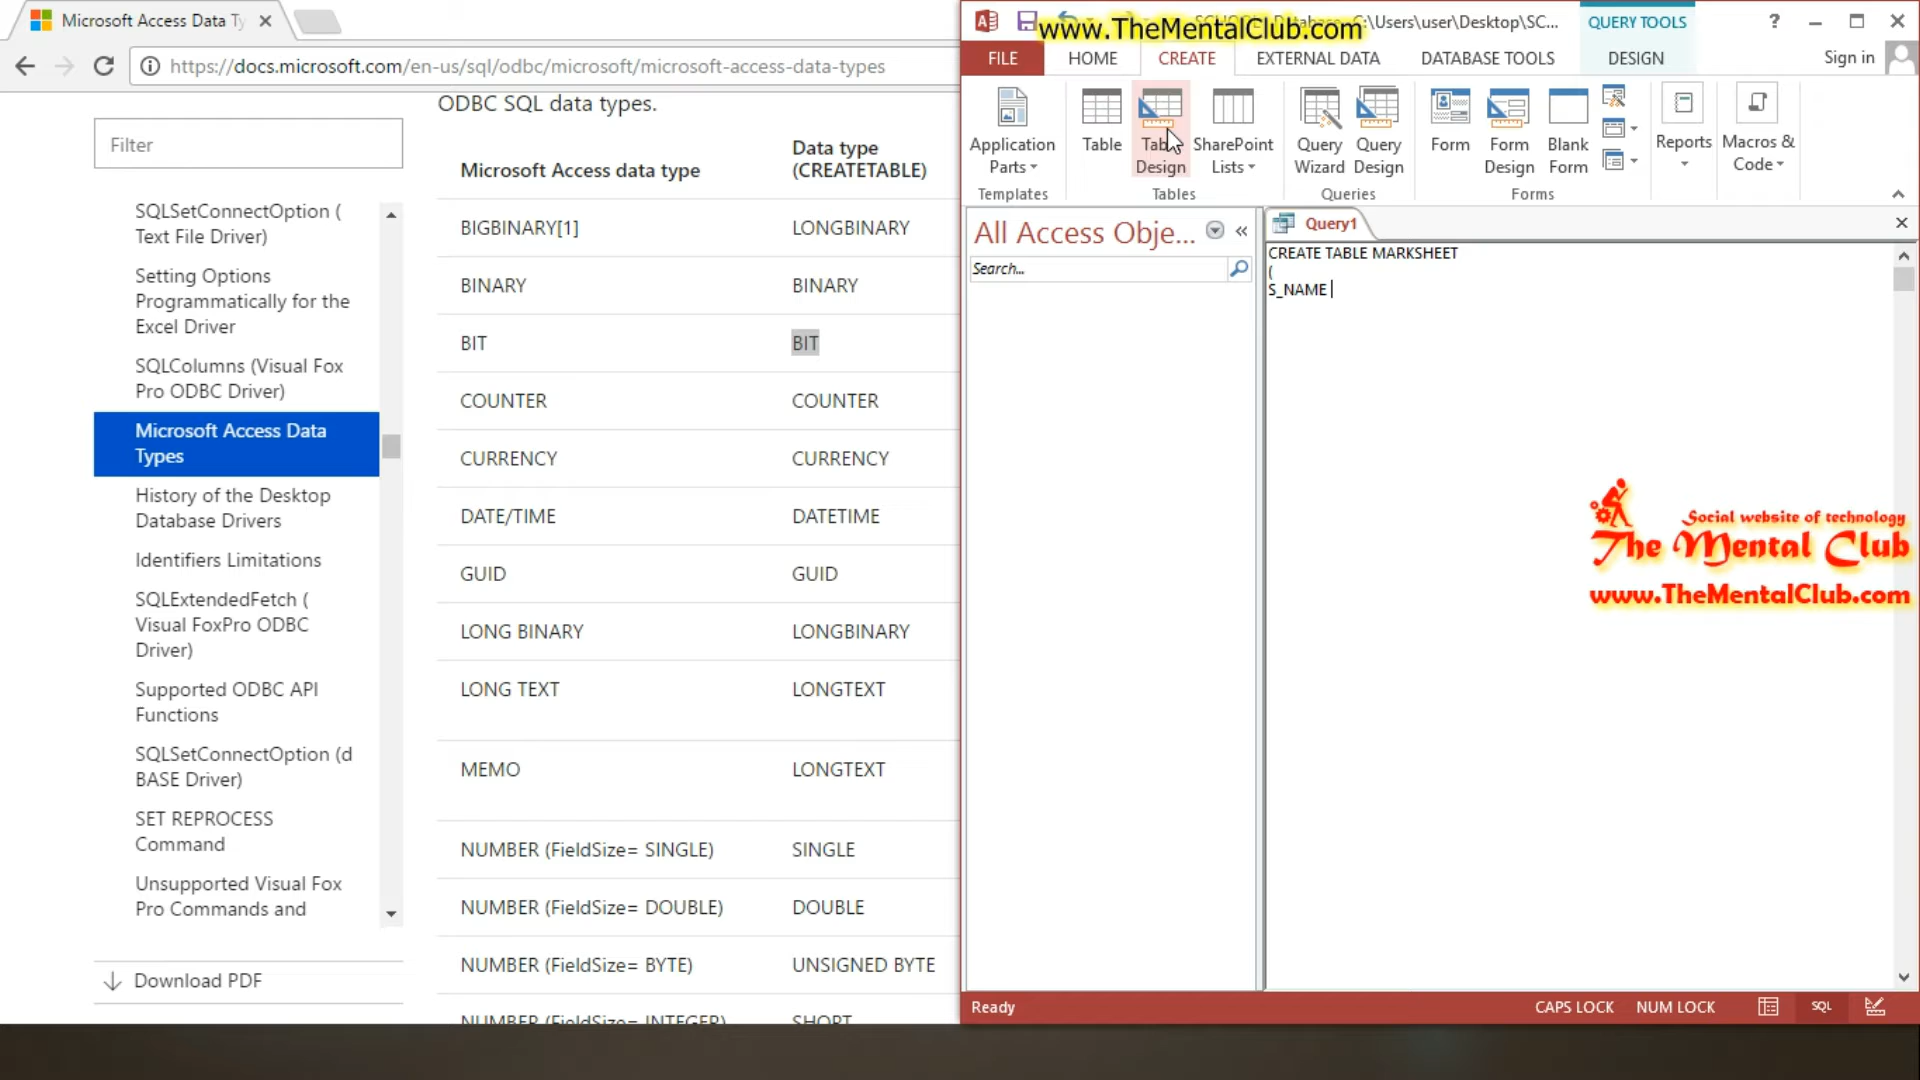 Microsoft Access Data Ty
https://docs.microsoft.com/en-us/sql/odbc/microsoft/microsoft-access-data-types
Filter
SQLSetConnectOption (
Text File Driver)
Setting Options
Programmatically for the
Excel Driver
SQLColumns (Visual Fox
Pro ODBC Driver)
Microsoft Access Data
Types
History of the Desktop
Database Drivers
Identifiers Limitations
SQLExtendedFetch (
Visual FoxPro ODBC
Driver)
Supported ODBC API
Functions
SQLSetConnectOption (d
BASE Driver)
SET REPROCESS
Command
Unsupported Visual Fox
Pro Commands and
Download PDF
ODBC SQL data types.
Microsoft Access data type Data type (CREATETABLE)
BIGBINARY[1] LONGBINARY
BINARY BINARY
BIT BIT
COUNTER COUNTER
CURRENCY CURRENCY
DATE/TIME DATETIME
GUID GUID
LONG BINARY LONGBINARY
LONG TEXT LONGTEXT
MEMO LONGTEXT
NUMBER (FieldSize= SINGLE) SINGLE
NUMBER (FieldSize= DOUBLE) DOUBLE
NUMBER (FieldSize= BYTE) UNSIGNED BYTE
NUMBER (FieldSize= INTEGER) SHORT
www.TheMentalClub.com
C:\Users\user\Desktop\SC...
QUERY TOOLS
?
FILE HOME CREATE EXTERNAL DATA DATABASE TOOLS DESIGN Sign in
Application Parts
Table
Table Design
SharePoint Lists
Query Wizard
Query Design
Form
Form Design
Blank Form
Reports
Macros & Code
Templates Tables Queries Forms
All Access Obje... «
Search...
Query1
CREATE TABLE MARKSHEET
(
S_NAME
Social website of technology
The Mental Club
www.TheMentalClub.com
Ready CAPS LOCK NUM LOCK SQL